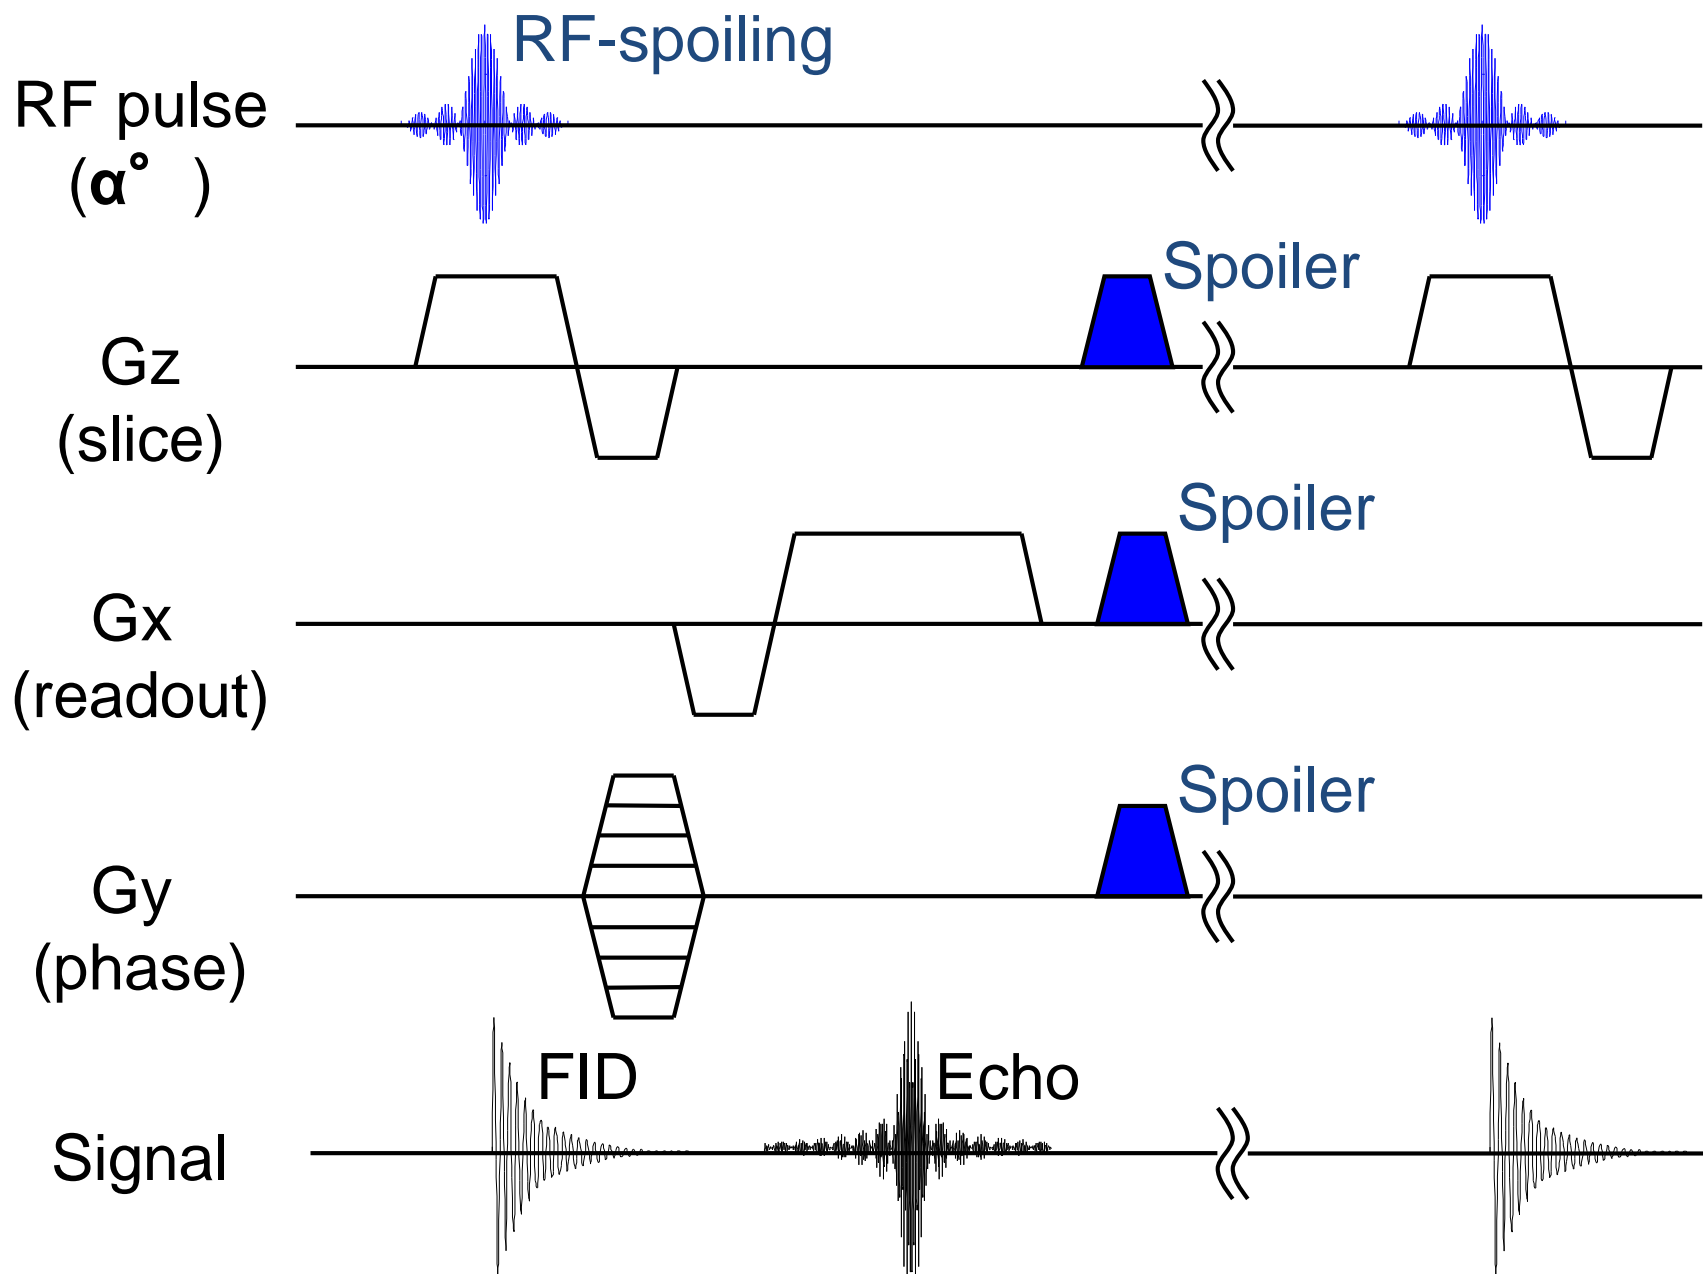 RF-spoiling
RF pulse
(α° )
Spoiler
Gz
(slice)
Spoiler
Gx
(readout)
Spoiler
Gy
(phase)
FID
Echo
Signal